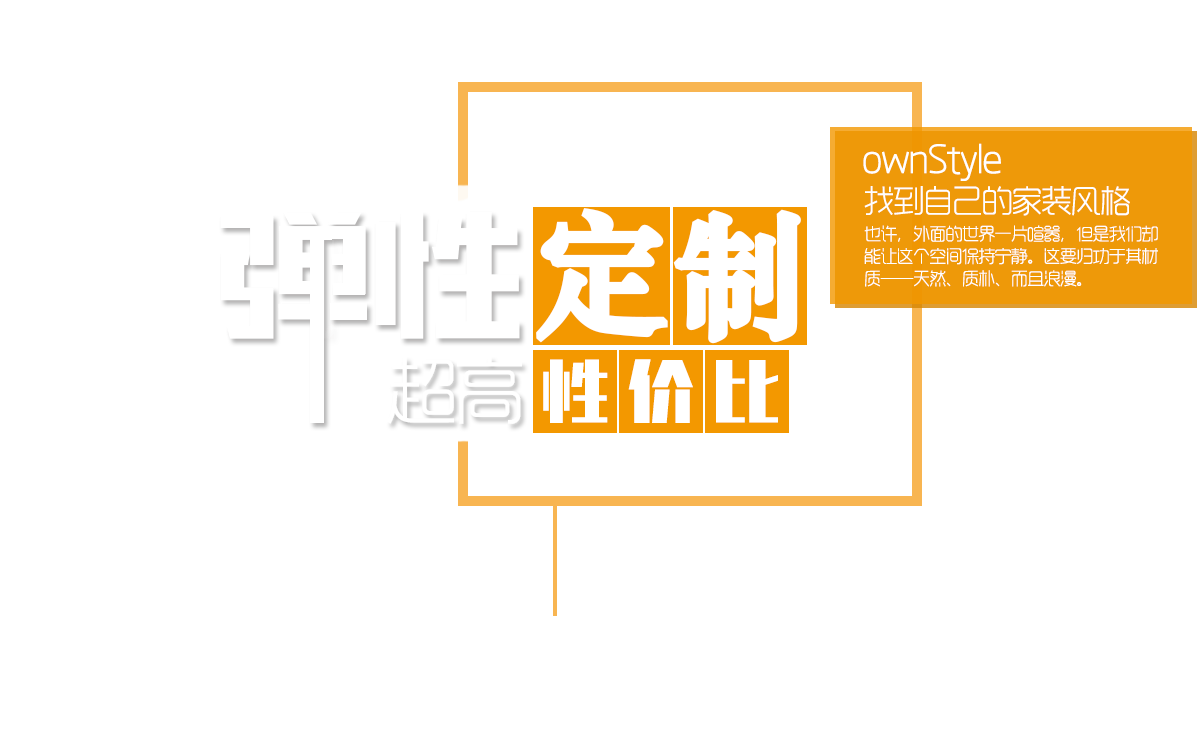 弹性定制
超高性价比
ownStyle
找到自己的家装风格
也许，外面的世界一片喧嚣，但是我们却
能让这个空间保持宁静。这要归功于其材
质——天然、质朴、而且浪漫。